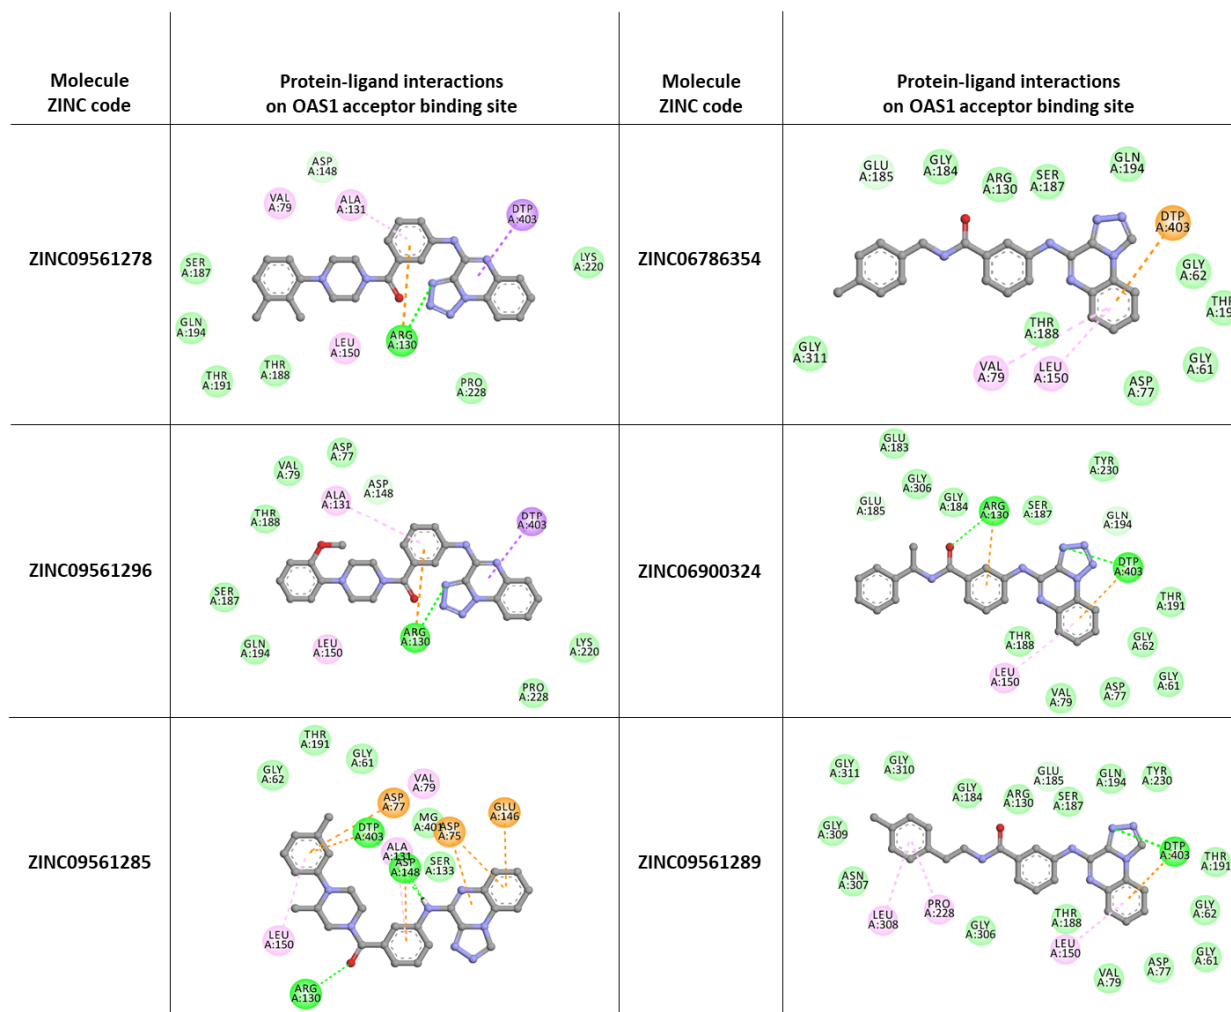 Molecule
ZINC code
Protein-ligand interactions
on OAS1 acceptor binding site
Molecule
ZINC code
Protein-ligand interactions
on OAS1 acceptor binding site
ZINC09561278
ASP
A:148
VAL
A:79
ALA
A:131
DTP
A:403
SER
A:187
LYS
A:220
GLN
A:194
LEU
A:150
ARG
A:130
THR
A:191
THR
A:188
PRO
A:228
ZINC06786354
GLU
A:185
GLY
A:184
ARG
A:130
SER
A:187
GLN
A:194
DTP
A:403
GLY
A:62
THR
A:19
THR
A:188
GLY
A:311
VAL
A:79
LEU
A:150
GLY
A:61
ASP
A:77
ZINC09561296
ASP
A:77
VAL
A:79
ASP
A:148
ALA
A:131
THR
A:188
DTP
A:403
SER
A:187
GLN
A:194
LEU
A:150
ARG
A:130
LYS
A:220
PRO
A:228
ZINC06900324
GLU
A:183
TYR
A:230
GLY
A:306
GLU
A:185
GLY
A:184
ARG
A:130
SER
A:187
GLN
A:194
DTP
A:403
THR
A:191
THR
A:188
GLY
A:62
LEU
A:150
GLY
A:61
VAL
A:79
ASP
A:77
ZINC09561285
THR
A:191
GLY
A:62
GLY
A:61
VAL
A:79
ASP
A:77
GLU
A:146
MG
A:401
DTP
A:403
ASP
A:75
ALA
A:131
ASP
A:148
SER
A:133
LEU
A:150
ARG
A:130
ZINC09561289
GLY
A:311
GLY
A:310
GLU
A:185
GLN
A:194
TYR
A:230
GLY
A:184
ARG
A:130
SER
A:187
GLY
A:309
DTP
A:403
THR
A:191
ASN
A:307
LEU
A:308
PRO
A:228
GLY
A:306
THR
A:188
LEU
A:150
GLY
A:62
GLY
A:61
VAL
A:79
ASP
A:77